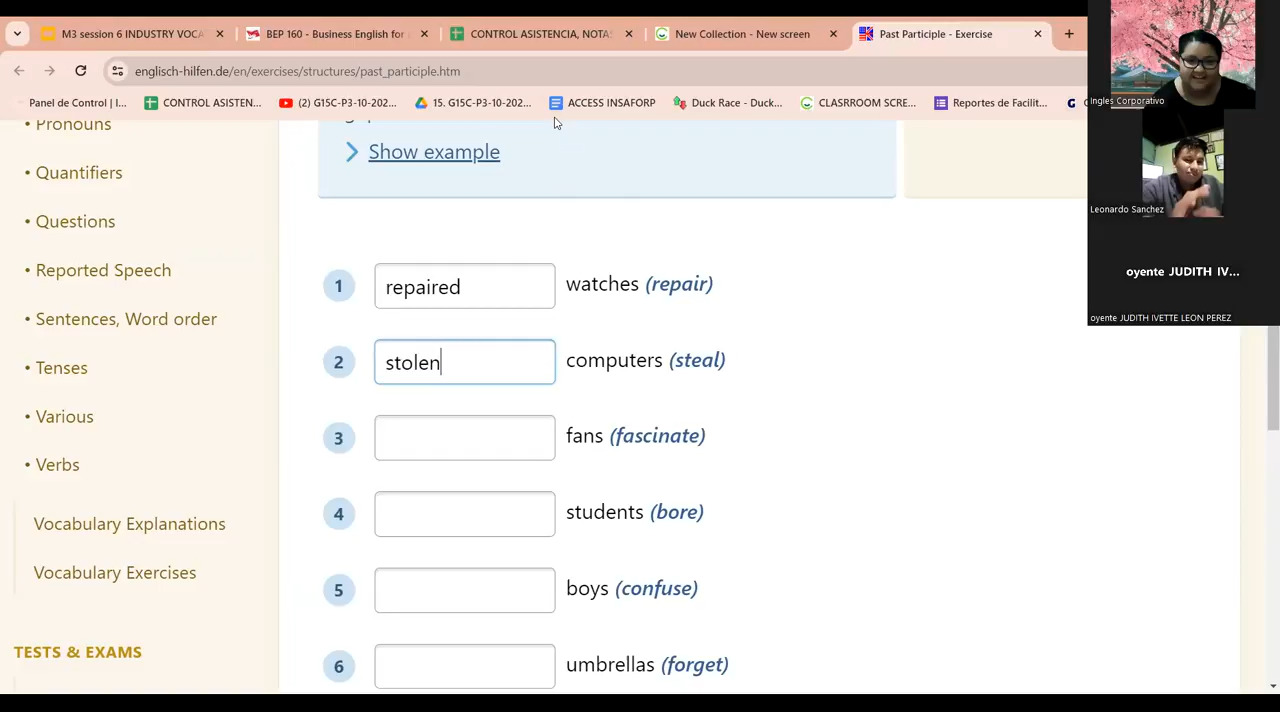 M3 session 6 INDUSTRY VOCA
BEP 160 - Business English for
CONTROL ASISTENCIA, NOTAS
New Collection - New screen
Past Participle - Exercise
englisch-hilfen.de/en/exercises/structures/past_participle.htm
Panel de Control | I...
CONTROL ASISTEN...
(2) G15C-P3-10-202...
15. G15C-P3-10-202...
ACCESS INSAFORP
Duck Race - Duck...
CLASRROOM SCRE...
Reportes de Facilit...
Ingles Corporativo
Leonardo Sanchez
oyente JUDITH IV...
oyente JUDITH IVETTE LEON PEREZ
• Pronouns
• Quantifiers
• Questions
• Reported Speech
• Sentences, Word order
• Tenses
• Various
• Verbs
Vocabulary Explanations
Vocabulary Exercises
TESTS & EXAMS
Show example
1 repaired watches (repair)
2 stolen computers (steal)
3 fans (fascinate)
4 students (bore)
5 boys (confuse)
6 umbrellas (forget)